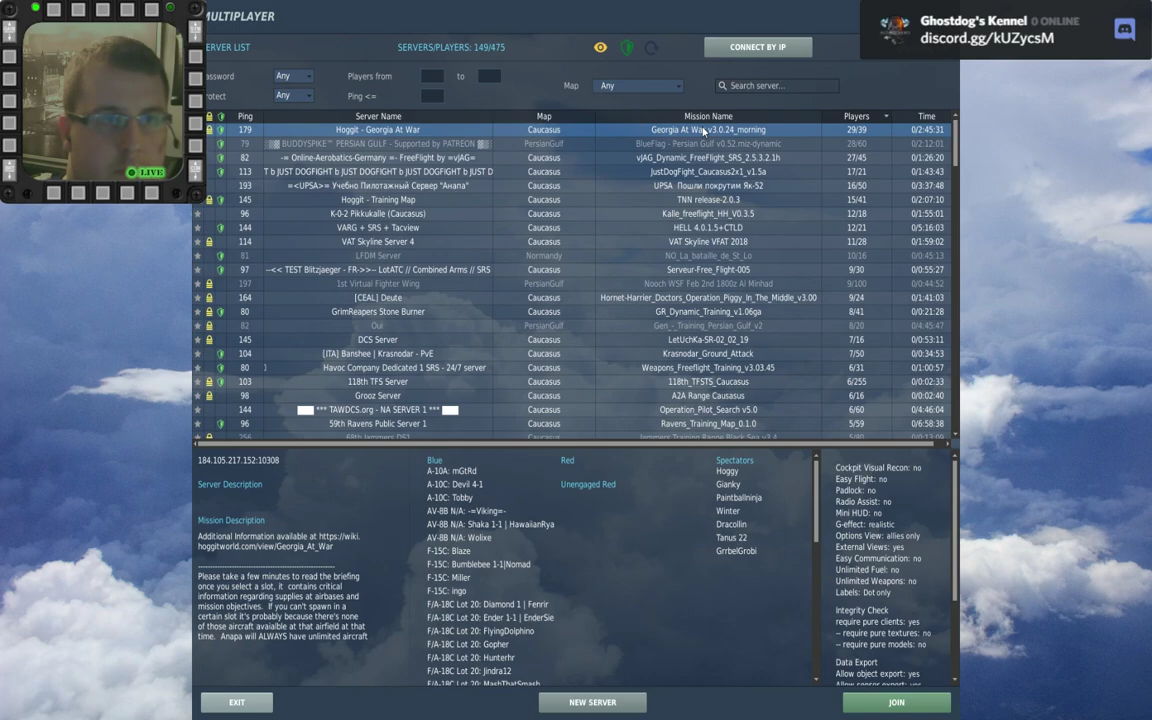 MULTIPLAYER
Ghostdog's Kennel 0 ONLINE
discord.gg/kUZycsM
SERVER LIST
SERVERS/PLAYERS: 149/475
CONNECT BY IP
Any
Players from
to
Map
Any
Search server...
Any
Ping <=
Ping Server Name Map Mission Name Players Time
179 Hoggit - Georgia At War Caucasus Georgia At War_v3.0.24_morning 29/39 0/2:45:31
79 BUDDYSPIKE™ PERSIAN GULF - Supported by PATREON PersianGulf BlueFlag - Persian Gulf v0.52.miz-dynamic 28/60 0/2:12:01
82 -= Online-Aerobatics-Germany =- FreeFlight by =vJAG= Caucasus vJAG_Dynamic_FreeFlight_SRS_2.5.3.2.1h 27/45 0/1:26:20
113 T b JUST DOGFIGHT b JUST DOGFIGHT b JUST DOGFIGHT b JUST D Caucasus JustDogFight_Caucasus2x1_v1.5a 17/21 0/1:43:43
193 =<UPSA>= Учебно Пилотажный Сервер "Анапа" Caucasus UPSA Пошли покрутим Як-52 16/50 0/3:37:48
145 Hoggit - Training Map Caucasus TNN release-2.0.3 15/41 0/2:07:10
96 K-0-2 Pikkukalle (Caucasus) Caucasus Kalle_freeflight_HH_V0.3.5 12/18 0/1:55:01
144 VARG + SRS + Tacview Caucasus HELL 4.0.1.5+CTLD 12/21 0/5:16:03
114 VAT Skyline Server 4 Caucasus VAT Skyline VFAT 2018 11/28 0/1:59:02
81 LFDM Server Normandy NO_La_bataille_de_St_Lo 10/16 0/0:45:13
97 --<< TEST Blitzjaeger - FR->>-- LotATC // Combined Arms // SRS Caucasus Serveur-Free_Flight-005 9/30 0/0:55:27
197 1st Virtual Fighter Wing PersianGulf Nooch WSF Feb 2nd 1800z Al Minhad 9/100 0/0:44:52
164 [CEAL] Deute Caucasus Hornet-Harrier_Doctors_Operation_Piggy_In_The_Middle_v3.00 9/24 0/1:41:03
80 GrimReapers Stone Burner Caucasus GR_Dynamic_Training_v1.06ga 8/41 0/0:21:28
82 Oui PersianGulf Gen_-_Training_Persian_Gulf_v2 8/20 0/4:45:47
145 DCS Server Caucasus LetUchKa-SR-02_02_19 7/16 0/0:53:11
104 [ITA] Banshee | Krasnodar - PvE Caucasus Krasnodar_Ground_Attack 7/50 0/0:34:53
80 ] Havoc Company Dedicated 1 SRS - 24/7 server Caucasus Weapons_Freeflight_Training_v3.03.45 6/31 0/1:00:57
103 118th TFS Server Caucasus 118th_TFSTS_Caucasus 6/255 0/0:02:33
98 Grooz Server Caucasus A2A Range Causasus 6/16 0/0:02:40
144 *** TAWDCS.org - NA SERVER 1 *** Caucasus Operation_Pilot_Search v5.0 6/60 0/4:46:04
96 59th Ravens Public Server 1 Caucasus Ravens_Training_Map_0.1.0 5/59 0/6:58:38
LIVE
184.105.217.152:10308
Server Description
Mission Description
Additional Information available at https://wiki.
hoggitworld.com/view/Georgia_At_War
Please take a few minutes to read the briefing
once you select a slot, it contains critical
information regarding supplies at airbases and
mission objectives. If you can't spawn in a
certain slot it's probably because there's none
of those aircraft avaialble at that airfield at that
time. Anapa will ALWAYS have unlimited aircraft
Blue
A-10A: mGtRd
A-10C: Devil 4-1
A-10C: Tobby
AV-8B N/A: -=Viking=-
AV-8B N/A: Shaka 1-1 | HawaiianRya
AV-8B N/A: Wolixe
F-15C: Blaze
F-15C: Bumblebee 1-1|Nomad
F-15C: Miller
F-15C: ingo
F/A-18C Lot 20: Diamond 1 | Fenrir
F/A-18C Lot 20: Ender 1-1 | EnderSie
F/A-18C Lot 20: FlyingDolphino
F/A-18C Lot 20: Gopher
F/A-18C Lot 20: Hunterhr
F/A-18C Lot 20: Jindra12
F/A-18C Lot 20: MashThatSmash
Red
Unengaged Red
Spectators
Hoggy
Gianky
Paintballninja
Winter
Dracollin
Tanus 22
GrrbelGrobi
Cockpit Visual Recon: no
Easy Flight: no
Padlock: no
Radio Assist: no
Mini HUD: no
G-effect: realistic
Options View: allies only
External Views: yes
Easy Communication: no
Unlimited Fuel: no
Unlimited Weapons: no
Labels: Dot only
Integrity Check
require pure clients: yes
-- require pure textures: no
-- require pure models: no
Data Export
Allow object export: yes
EXIT
NEW SERVER
JOIN